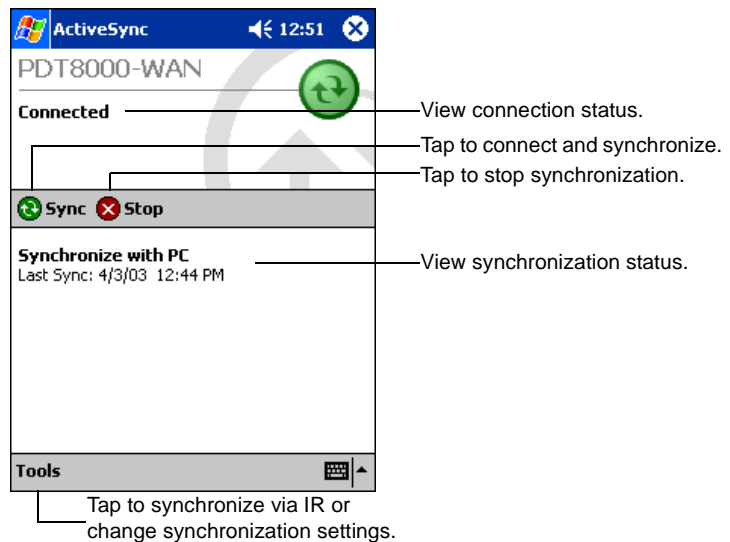 ActiveSync 12:51
PDT8000-WAN
Connected
View connection status.
Tap to connect and synchronize.
Tap to stop synchronization.
Sync Stop
Synchronize with PC
Last Sync: 4/3/03 12:44 PM
View synchronization status.
Tools
Tap to synchronize via IR or
change synchronization settings.